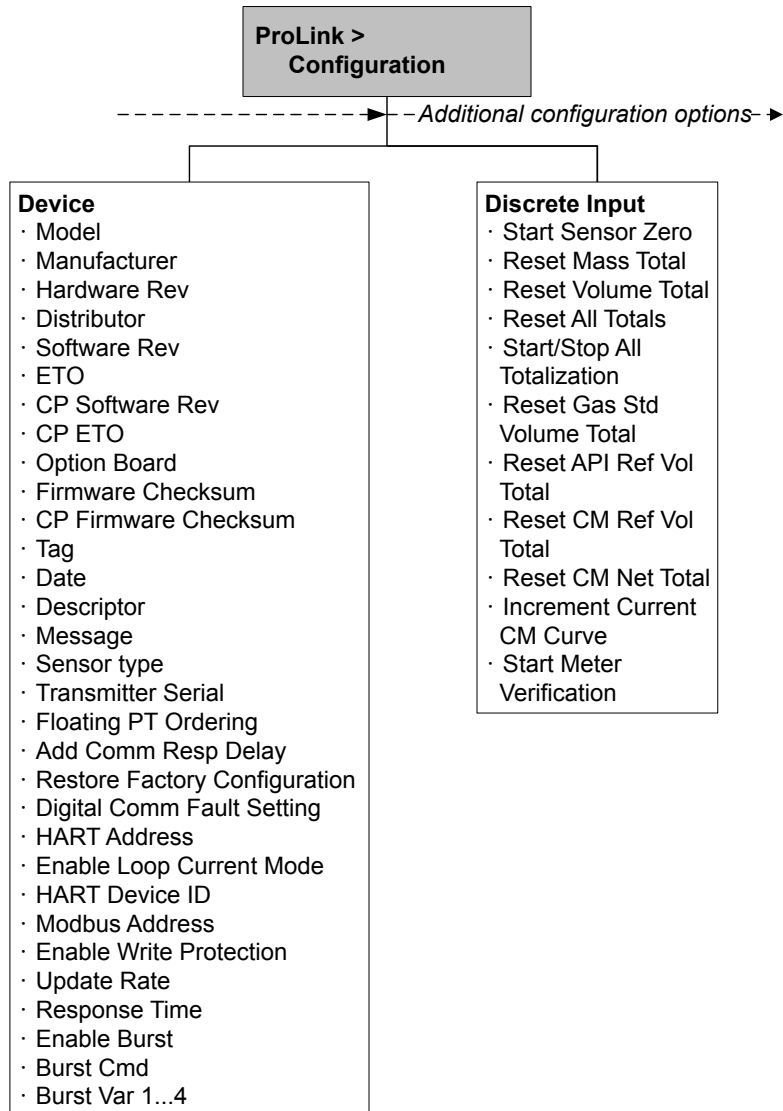 ProLink >
Configuration
Additional configuration options
Device
· Model
· Manufacturer
· Hardware Rev
· Distributor
· Software Rev
· ETO
· CP Software Rev
· CP ETO
· Option Board
· Firmware Checksum
· CP Firmware Checksum
· Tag
· Date
· Descriptor
· Message
· Sensor type
· Transmitter Serial
· Floating PT Ordering
· Add Comm Resp Delay
· Restore Factory Configuration
· Digital Comm Fault Setting
· HART Address
· Enable Loop Current Mode
· HART Device ID
· Modbus Address
· Enable Write Protection
· Update Rate
· Response Time
· Enable Burst
· Burst Cmd
· Burst Var 1...4
Discrete Input
· Start Sensor Zero
· Reset Mass Total
· Reset Volume Total
· Reset All Totals
· Start/Stop All
Totalization
· Reset Gas Std
Volume Total
· Reset API Ref Vol
Total
· Reset CM Ref Vol
Total
· Reset CM Net Total
· Increment Current
CM Curve
· Start Meter
Verification